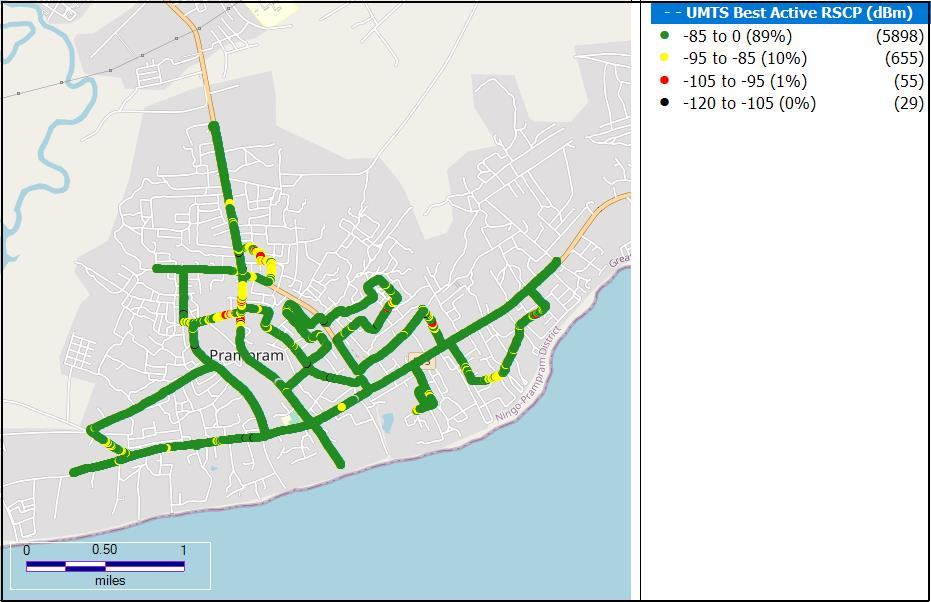 - - UMTS Best Active RSCP (dBm)
-85 to 0 (89%) (5898)
-95 to -85 (10%) (655)
-105 to -95 (1%) (55)
-120 to -105 (0%) (29)
Grea
Prampram
Ningo-Prampram District
0 0.50 1
miles